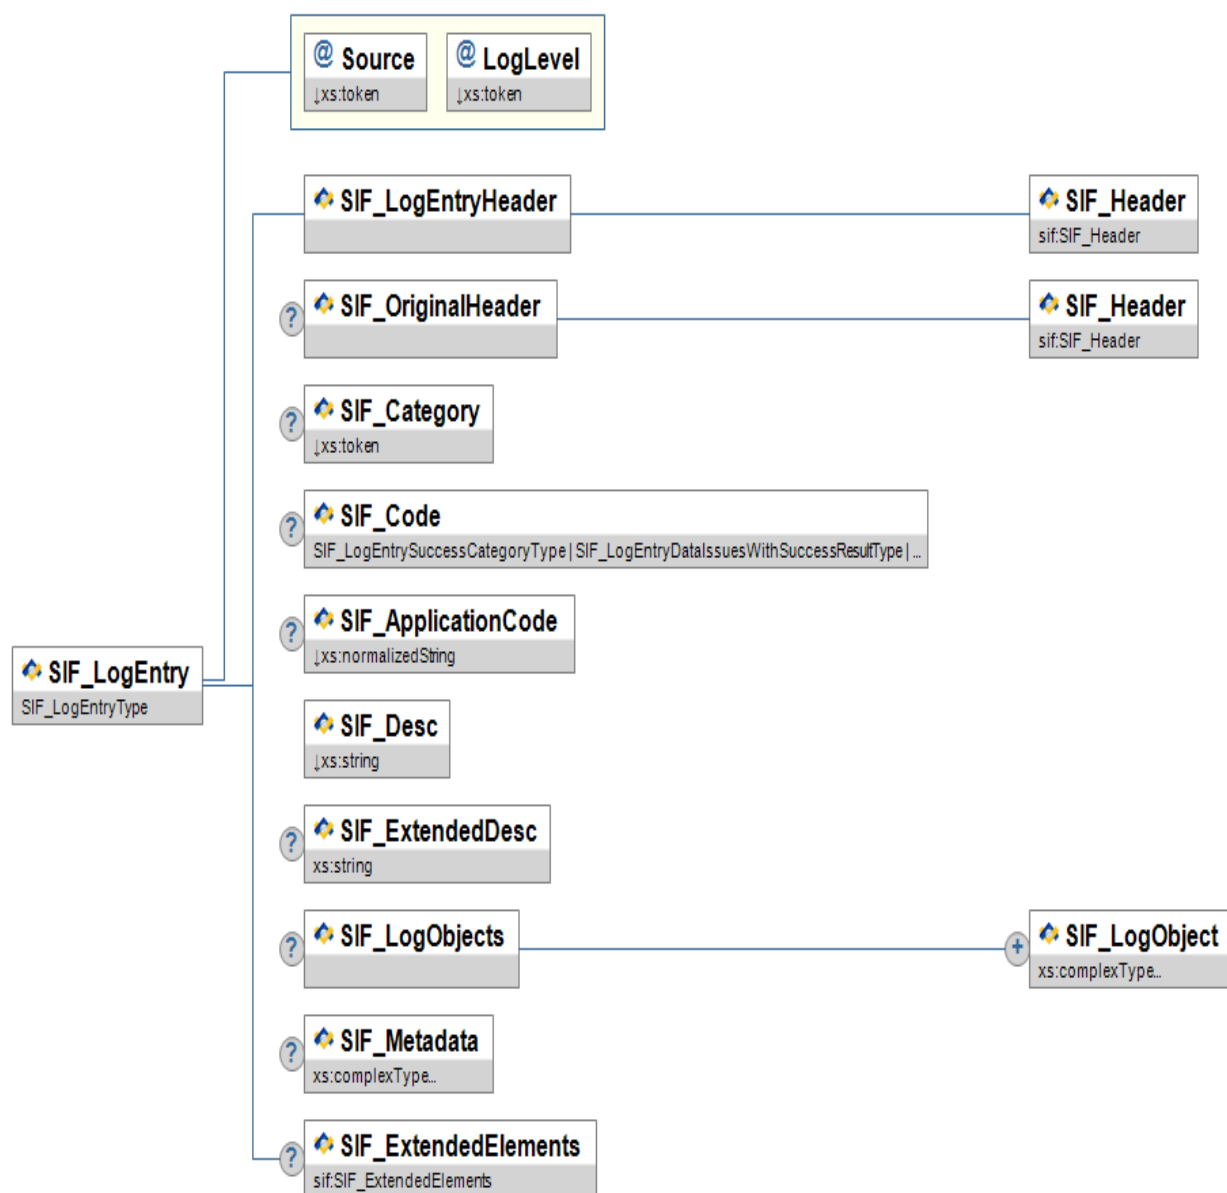 @ Source
↓xs:token
@ LogLevel
↓xs:token
SIF_LogEntryHeader
SIF_Header
sif:SIF_Header
? SIF_OriginalHeader
SIF_Header
sif:SIF_Header
? SIF_Category
↓xs:token
? SIF_Code
SIF_LogEntrySuccessCategoryType | SIF_LogEntryDataIssuesWithSuccessResultType | ...
? SIF_ApplicationCode
↓xs:normalizedString
SIF_LogEntry
SIF_LogEntryType
SIF_Desc
↓xs:string
? SIF_ExtendedDesc
xs:string
? SIF_LogObjects
+ SIF_LogObject
xs:complexType...
? SIF_Metadata
xs:complexType...
? SIF_ExtendedElements
sif:SIF_ExtendedElements